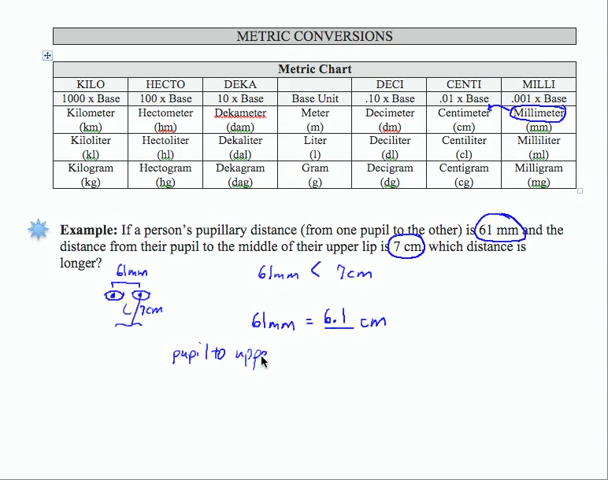 METRIC CONVERSIONS
Metric Chart
KILO HECTO DEKA DECI CENTI MILLI
1000 x Base 100 x Base 10 x Base Base Unit .10 x Base .01 x Base .001 x Base
Kilometer Hectometer Dekameter Meter Decimeter Centimeter Millimeter
(km) (hm) (dam) (m) (dm) (cm) (mm)
Kiloliter Hectoliter Dekaliter Liter Deciliter Centiliter Milliliter
(kl) (hl) (dal) (l) (dl) (cl) (ml)
Kilogram Hectogram Dekagram Gram Decigram Centigram Milligram
(kg) (hg) (dag) (g) (dg) (cg) (mg)
Example: If a person's pupillary distance (from one pupil to the other) is 61 mm and the
distance from their pupil to the middle of their upper lip is 7 cm, which distance is
longer?
61mm
7cm
61mm < 7cm
61mm = 6.1 cm
pupil to uppe